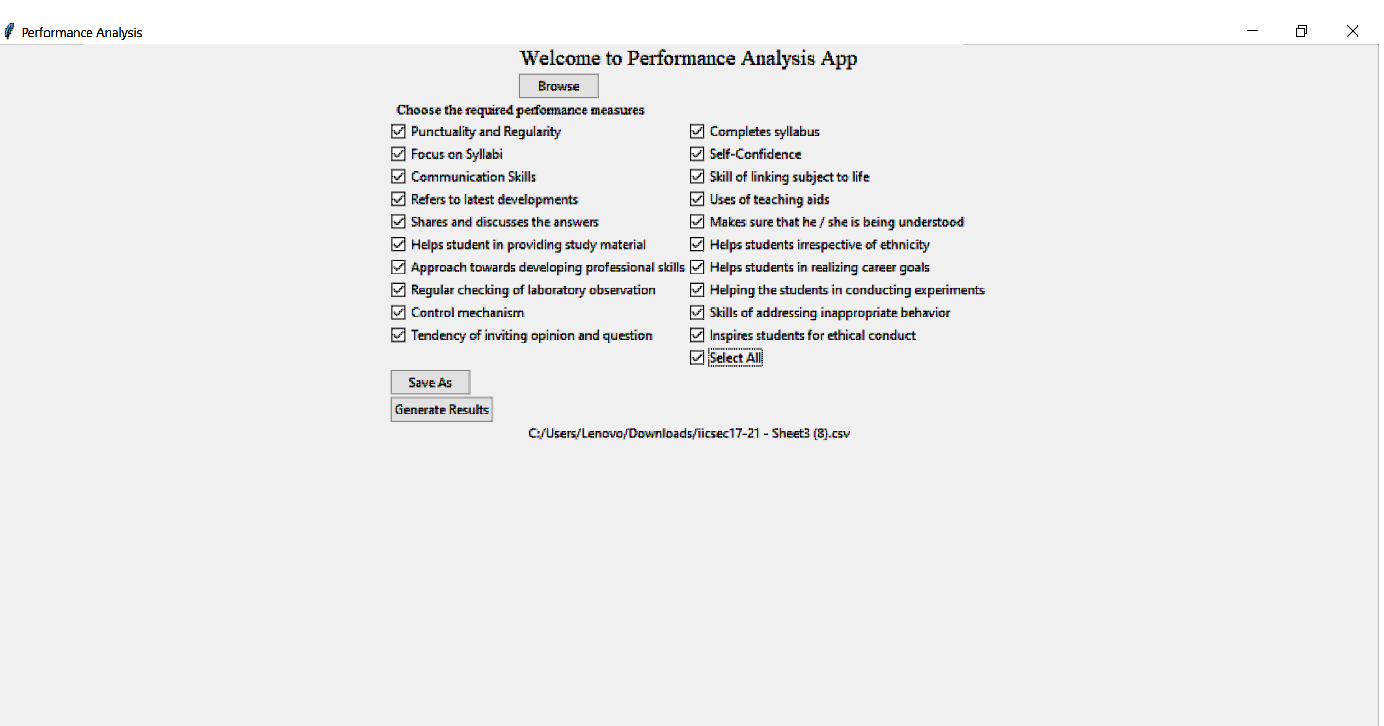 Performance Analysis
Welcome to Performance Analysis App
Browse
Choose the required performance measures
Punctuality and Regularity Completes syllabus
Focus on Syllabi Self-Confidence
Communication Skills Skill of linking subject to life
Refers to latest developments Uses of teaching aids
Shares and discusses the answers Makes sure that he / she is being understood
Helps student in providing study material Helps students irrespective of ethnicity
Approach towards developing professional skills Helps students in realizing career goals
Regular checking of laboratory observation Helping the students in conducting experiments
Control mechanism Skills of addressing inappropriate behavior
Tendency of inviting opinion and question Inspires students for ethical conduct
Select All
Save As
Generate Results
C:/Users/Lenovo/Downloads/iicsec17-21 - Sheet3 (8).csv